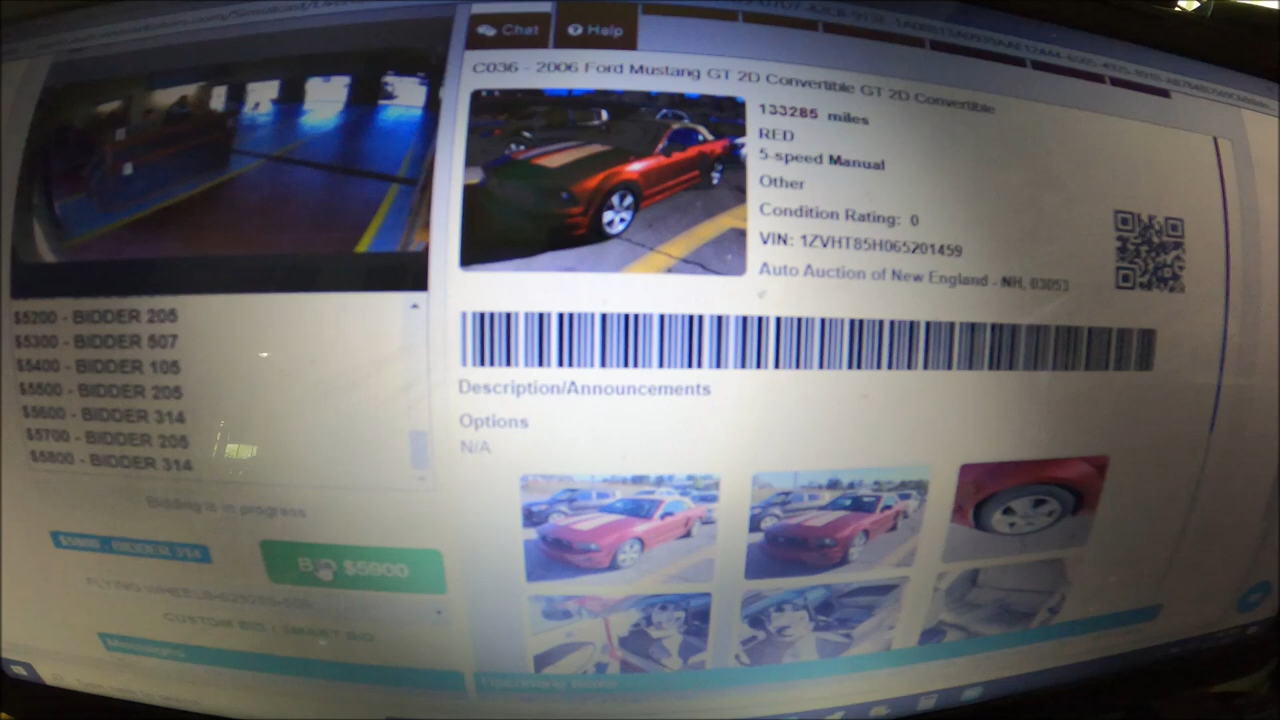 Chat
Help
C036 - 2006 Ford Mustang GT 2D Convertible GT 2D Convertible
133285 miles
RED
5-speed Manual
Other
Condition Rating: 0
VIN: 1ZVHT85H065201459
Auto Auction of New England - NH, 03053
$5200 - BIDDER 205
$5300 - BIDDER 507
$5400 - BIDDER 105
$5500 - BIDDER 205
$5600 - BIDDER 314
$5700 - BIDDER 205
$5800 - BIDDER 314
Description/Announcements
Options
N/A
Bidding is in progress
$5800 - BIDDER 314
BID $5900
CUSTOM BID / SMART BID
Messages